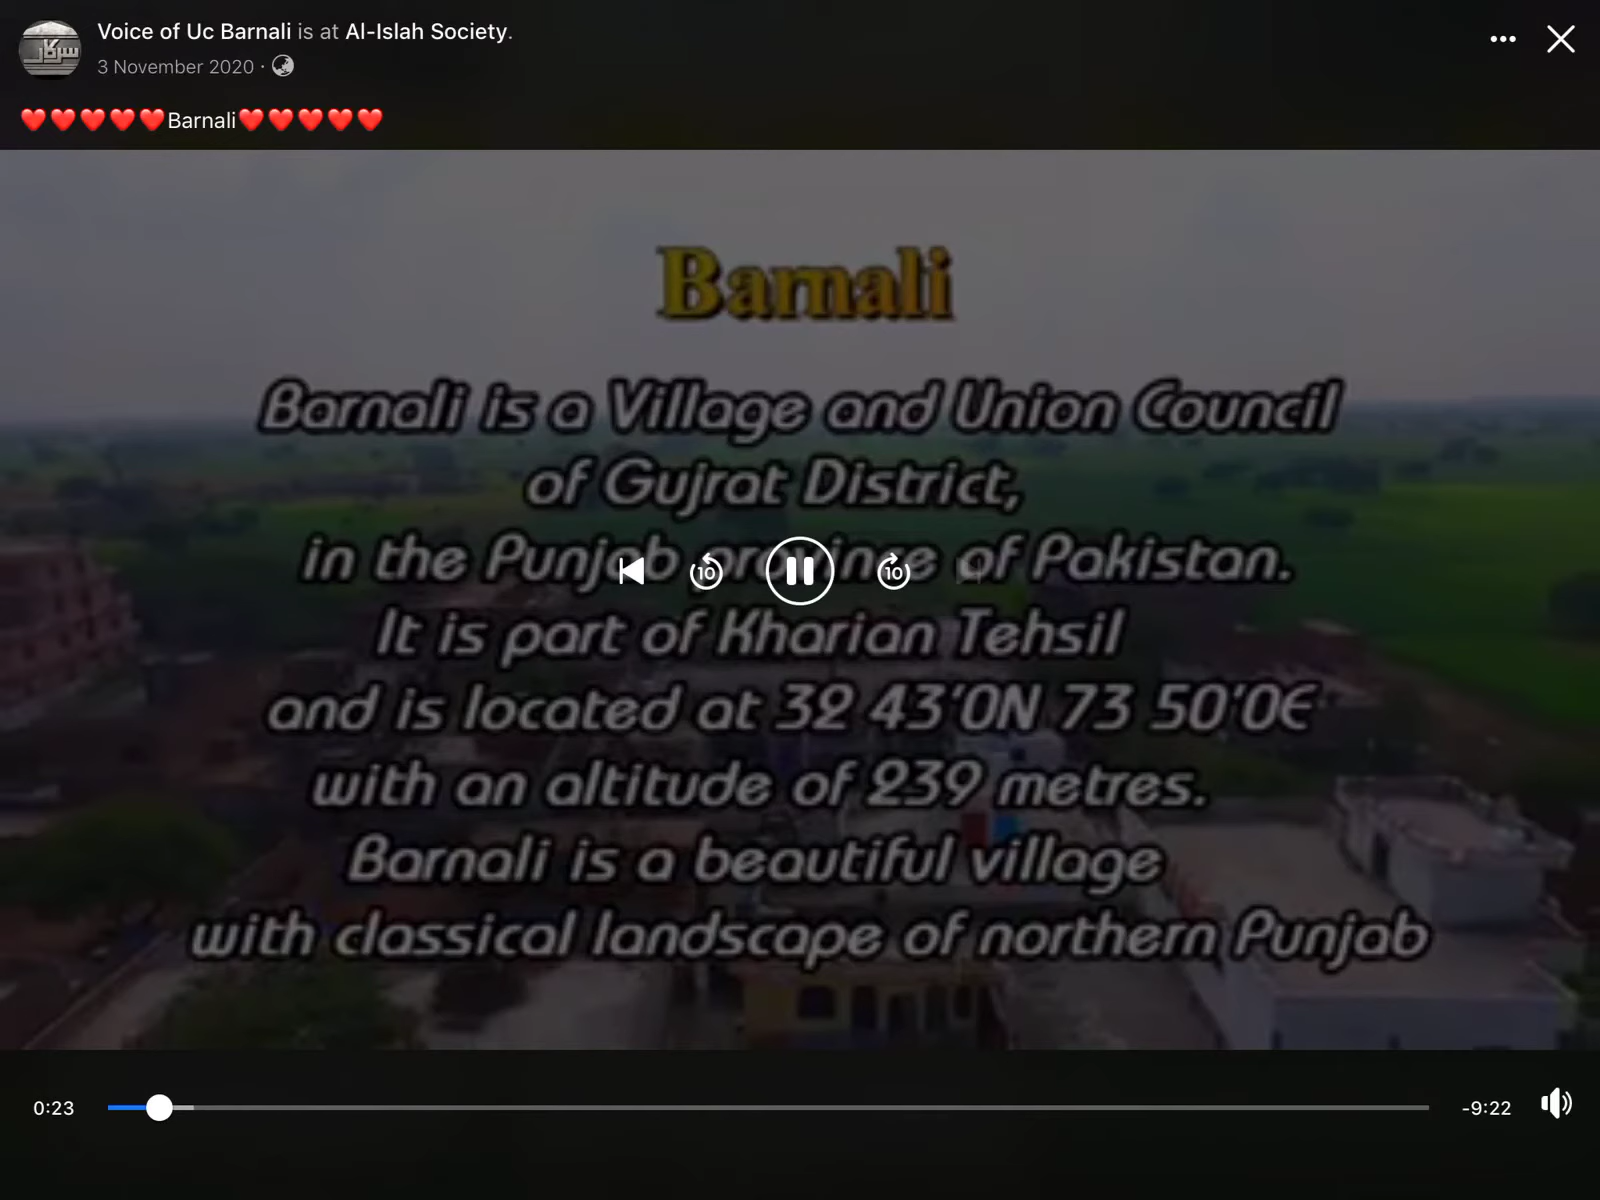 Voice of Uc Barnali is at Al-Islah Society.
3 November 2020 ·
❤️❤️❤️❤️❤️Barnali❤️❤️❤️❤️❤️
Barnali
Barnali is a Village and Union Council
of Gujrat District,
in the Punjab province of Pakistan.
It is part of Kharian Tehsil
and is located at 32 43'0N 73 50'0E
with an altitude of 239 metres.
Barnali is a beautiful village
with classical landscape of northern Punjab
10
10
0:23
-9:22